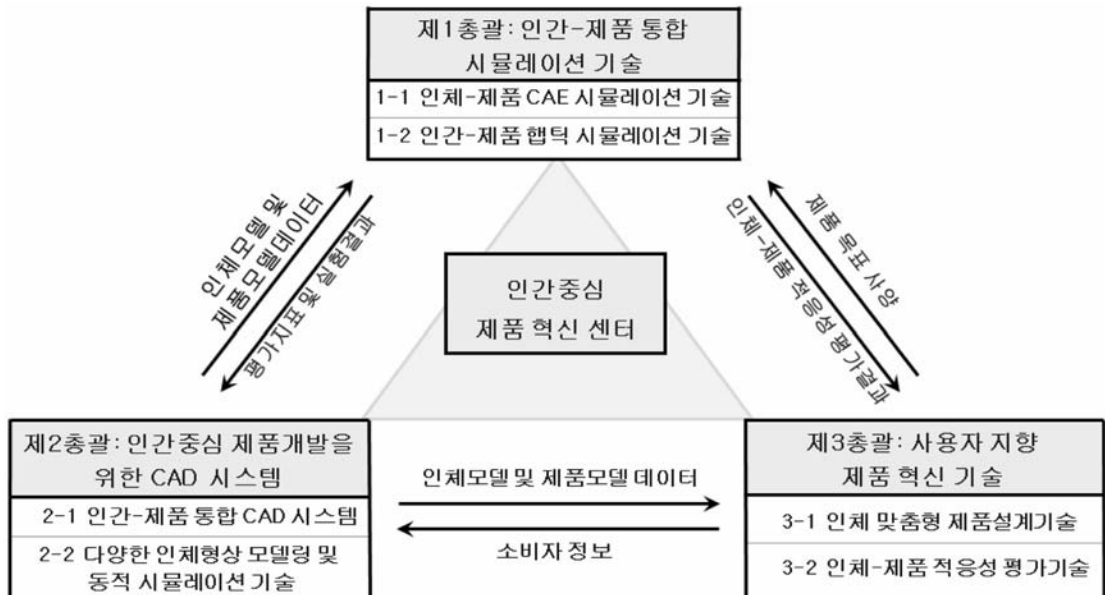 제1총괄: 인간-제품 통합
시뮬레이션 기술
1-1 인체-제품 CAE 시뮬레이션 기술
1-2 인간-제품 햅틱 시뮬레이션 기술
인체모델 및
제품모델데이터
평가지표 및 실험결과
제품 목표 사양
인체-제품 적응성 평가결과
인간중심
제품 혁신 센터
제2총괄: 인간중심 제품개발을
위한 CAD 시스템
2-1 인간-제품 통합 CAD 시스템
2-2 다양한 인체형상 모델링 및
동적 시뮬레이션 기술
인체모델 및 제품모델 데이터
소비자 정보
제3총괄: 사용자 지향
제품 혁신 기술
3-1 인체 맞춤형 제품설계기술
3-2 인체-제품 적응성 평가기술